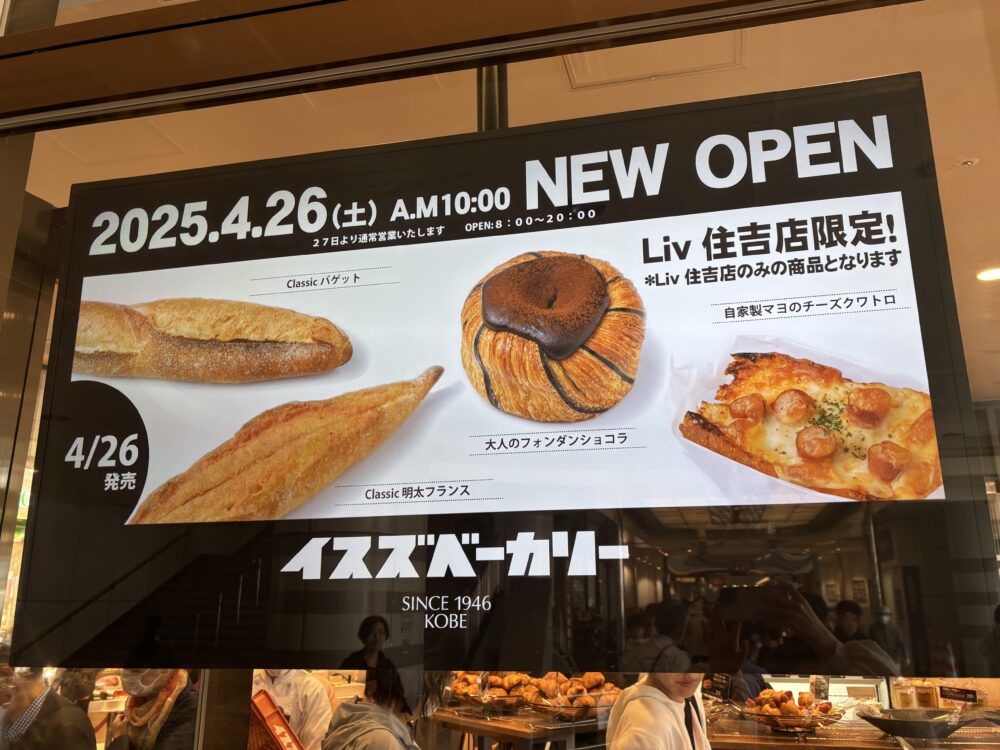 2025.4.26(土) A.M10:00 NEW OPEN
27日より通常営業いたします OPEN:8:00〜20:00
Liv 住吉店限定!
*Liv 住吉店のみの商品となります
Classic バゲット
自家製マヨのチーズクワトロ
大人のフォンダンショコラ
4/26
発売
Classic 明太フランス
イスズベーカリー
SINCE 1946
KOBE